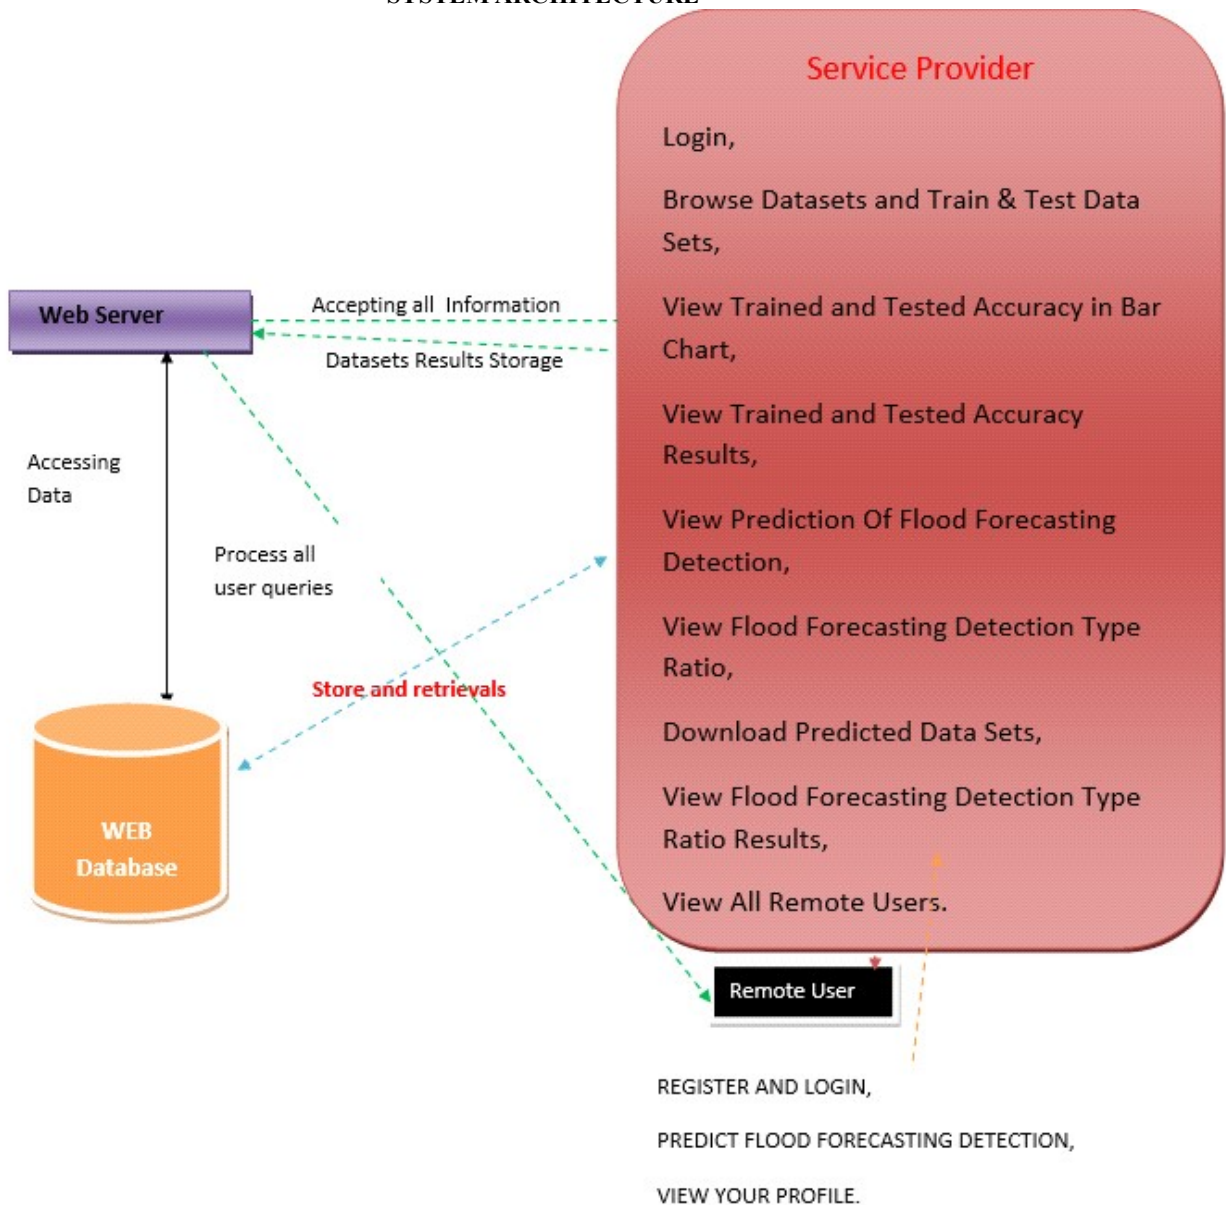 SYSTEM ARCHITECTURE
Service Provider
Login,
Browse Datasets and Train & Test Data
Sets,
View Trained and Tested Accuracy in Bar
Chart,
View Trained and Tested Accuracy
Results,
View Prediction Of Flood Forecasting
Detection,
View Flood Forecasting Detection Type
Ratio,
Download Predicted Data Sets,
View Flood Forecasting Detection Type
Ratio Results,
View All Remote Users.
Web Server
Accepting all Information
Datasets Results Storage
Accessing
Data
Process all
user queries
Store and retrievals
WEB
Database
Remote User
REGISTER AND LOGIN,
PREDICT FLOOD FORECASTING DETECTION,
VIEW YOUR PROFILE.